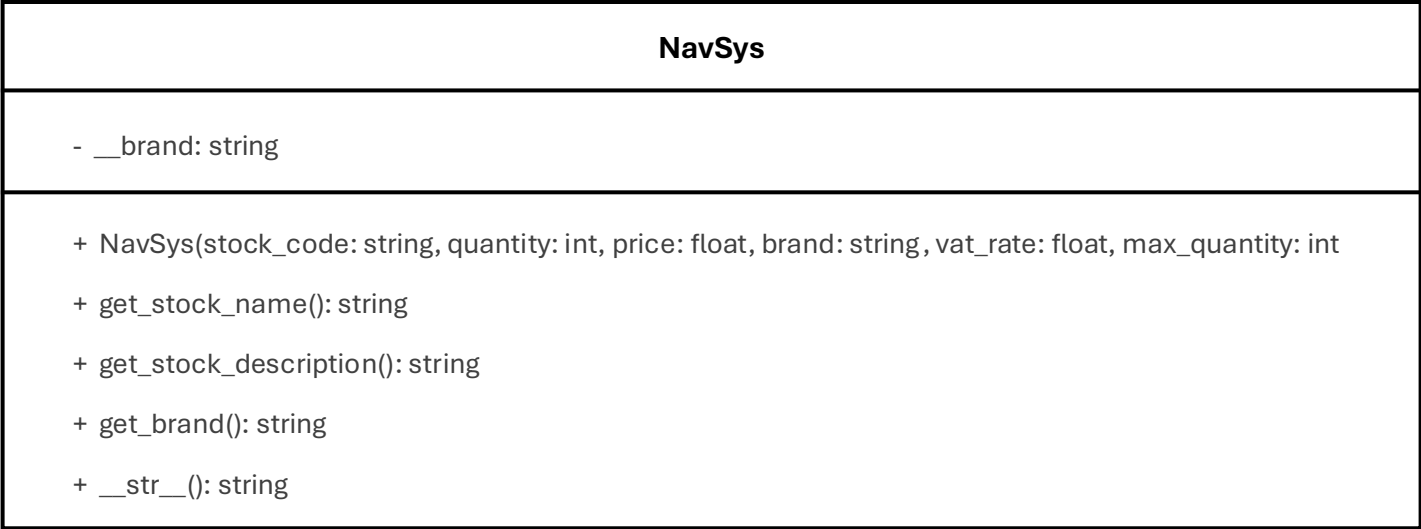 NavSys
- __brand: string
+ NavSys(stock_code: string, quantity: int, price: float, brand: string, vat_rate: float, max_quantity: int
+ get_stock_name(): string
+ get_stock_description(): string
+ get_brand(): string
+ __str__(): string